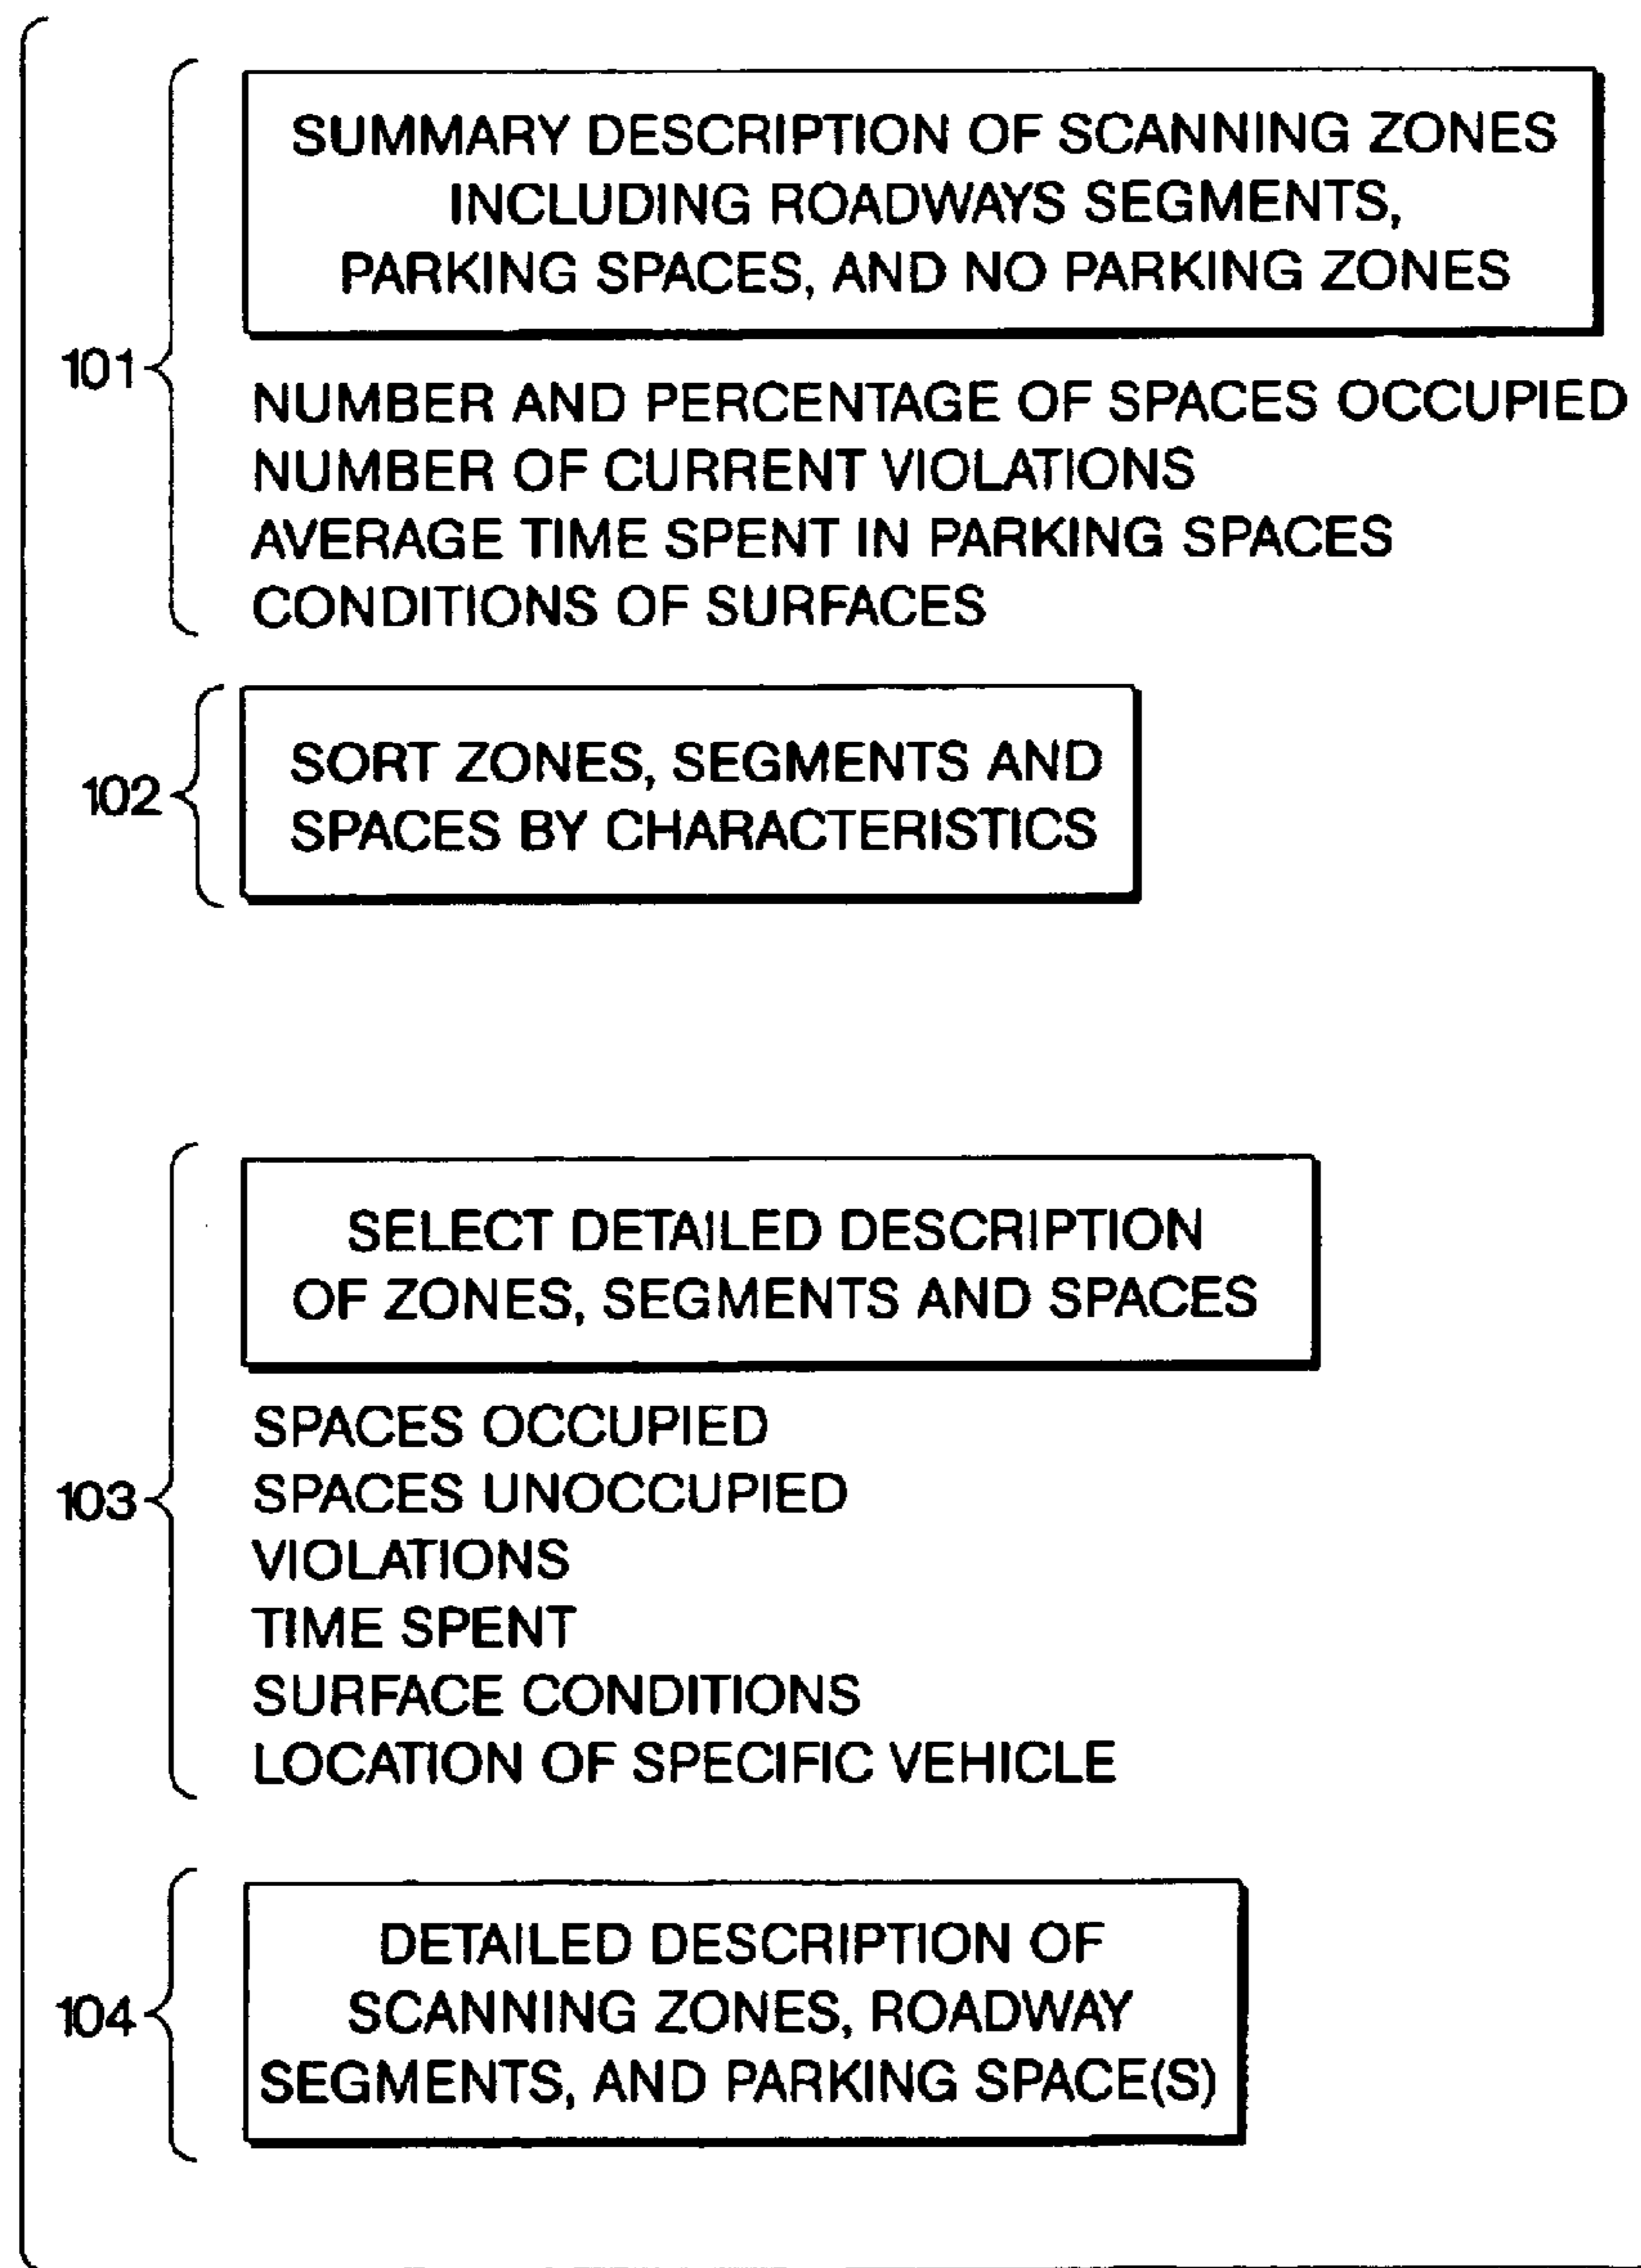 SUMMARY DESCRIPTION OF SCANNING ZONES
INCLUDING ROADWAYS SEGMENTS,
PARKING SPACES, AND NO PARKING ZONES
101
NUMBER AND PERCENTAGE OF SPACES OCCUPIED
NUMBER OF CURRENT VIOLATIONS
AVERAGE TIME SPENT IN PARKING SPACES
CONDITIONS OF SURFACES
102
SORT ZONES, SEGMENTS AND
SPACES BY CHARACTERISTICS
SELECT DETAILED DESCRIPTION
OF ZONES, SEGMENTS AND SPACES
103
SPACES OCCUPIED
SPACES UNOCCUPIED
VIOLATIONS
TIME SPENT
SURFACE CONDITIONS
LOCATION OF SPECIFIC VEHICLE
104
DETAILED DESCRIPTION OF
SCANNING ZONES, ROADWAY
SEGMENTS, AND PARKING SPACE(S)